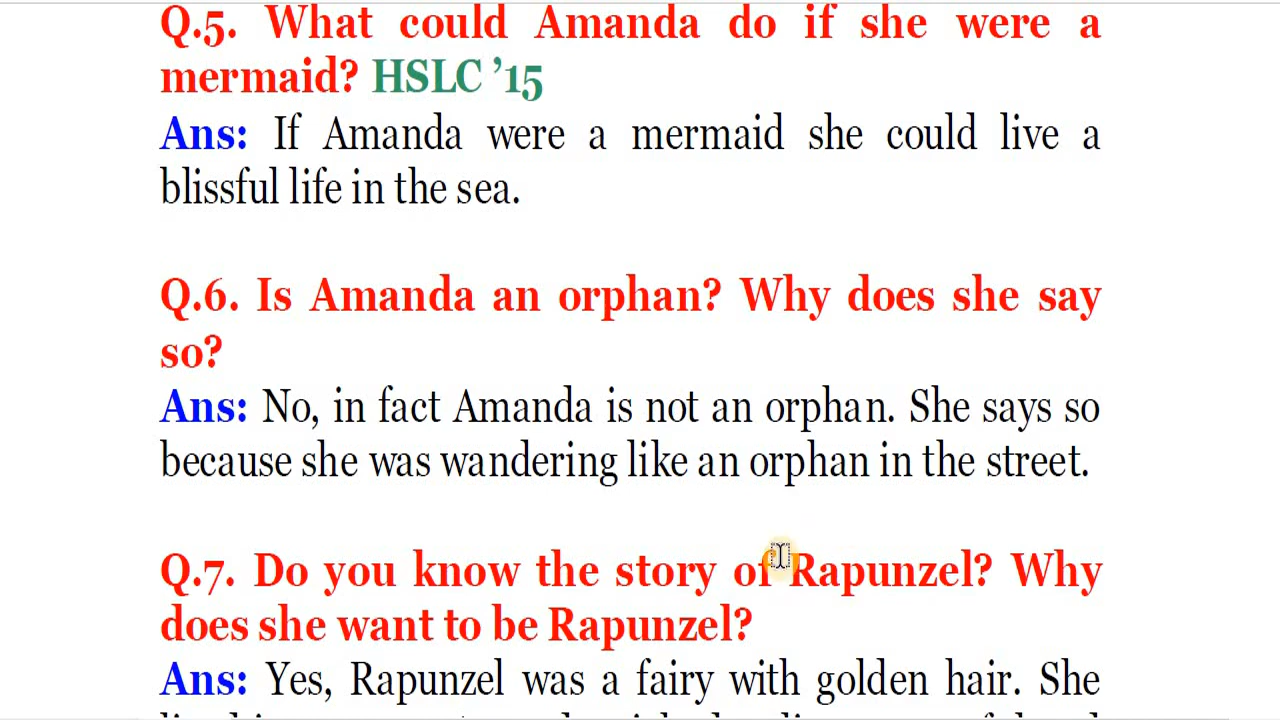 Q.5. What could Amanda do if she were a
mermaid? HSLC ’15
Ans: If Amanda were a mermaid she could live a
blissful life in the sea.
Q.6. Is Amanda an orphan? Why does she say
so?
Ans: No, in fact Amanda is not an orphan. She says so
because she was wandering like an orphan in the street.
Q.7. Do you know the story of Rapunzel? Why
does she want to be Rapunzel?
Ans: Yes, Rapunzel was a fairy with golden hair. She